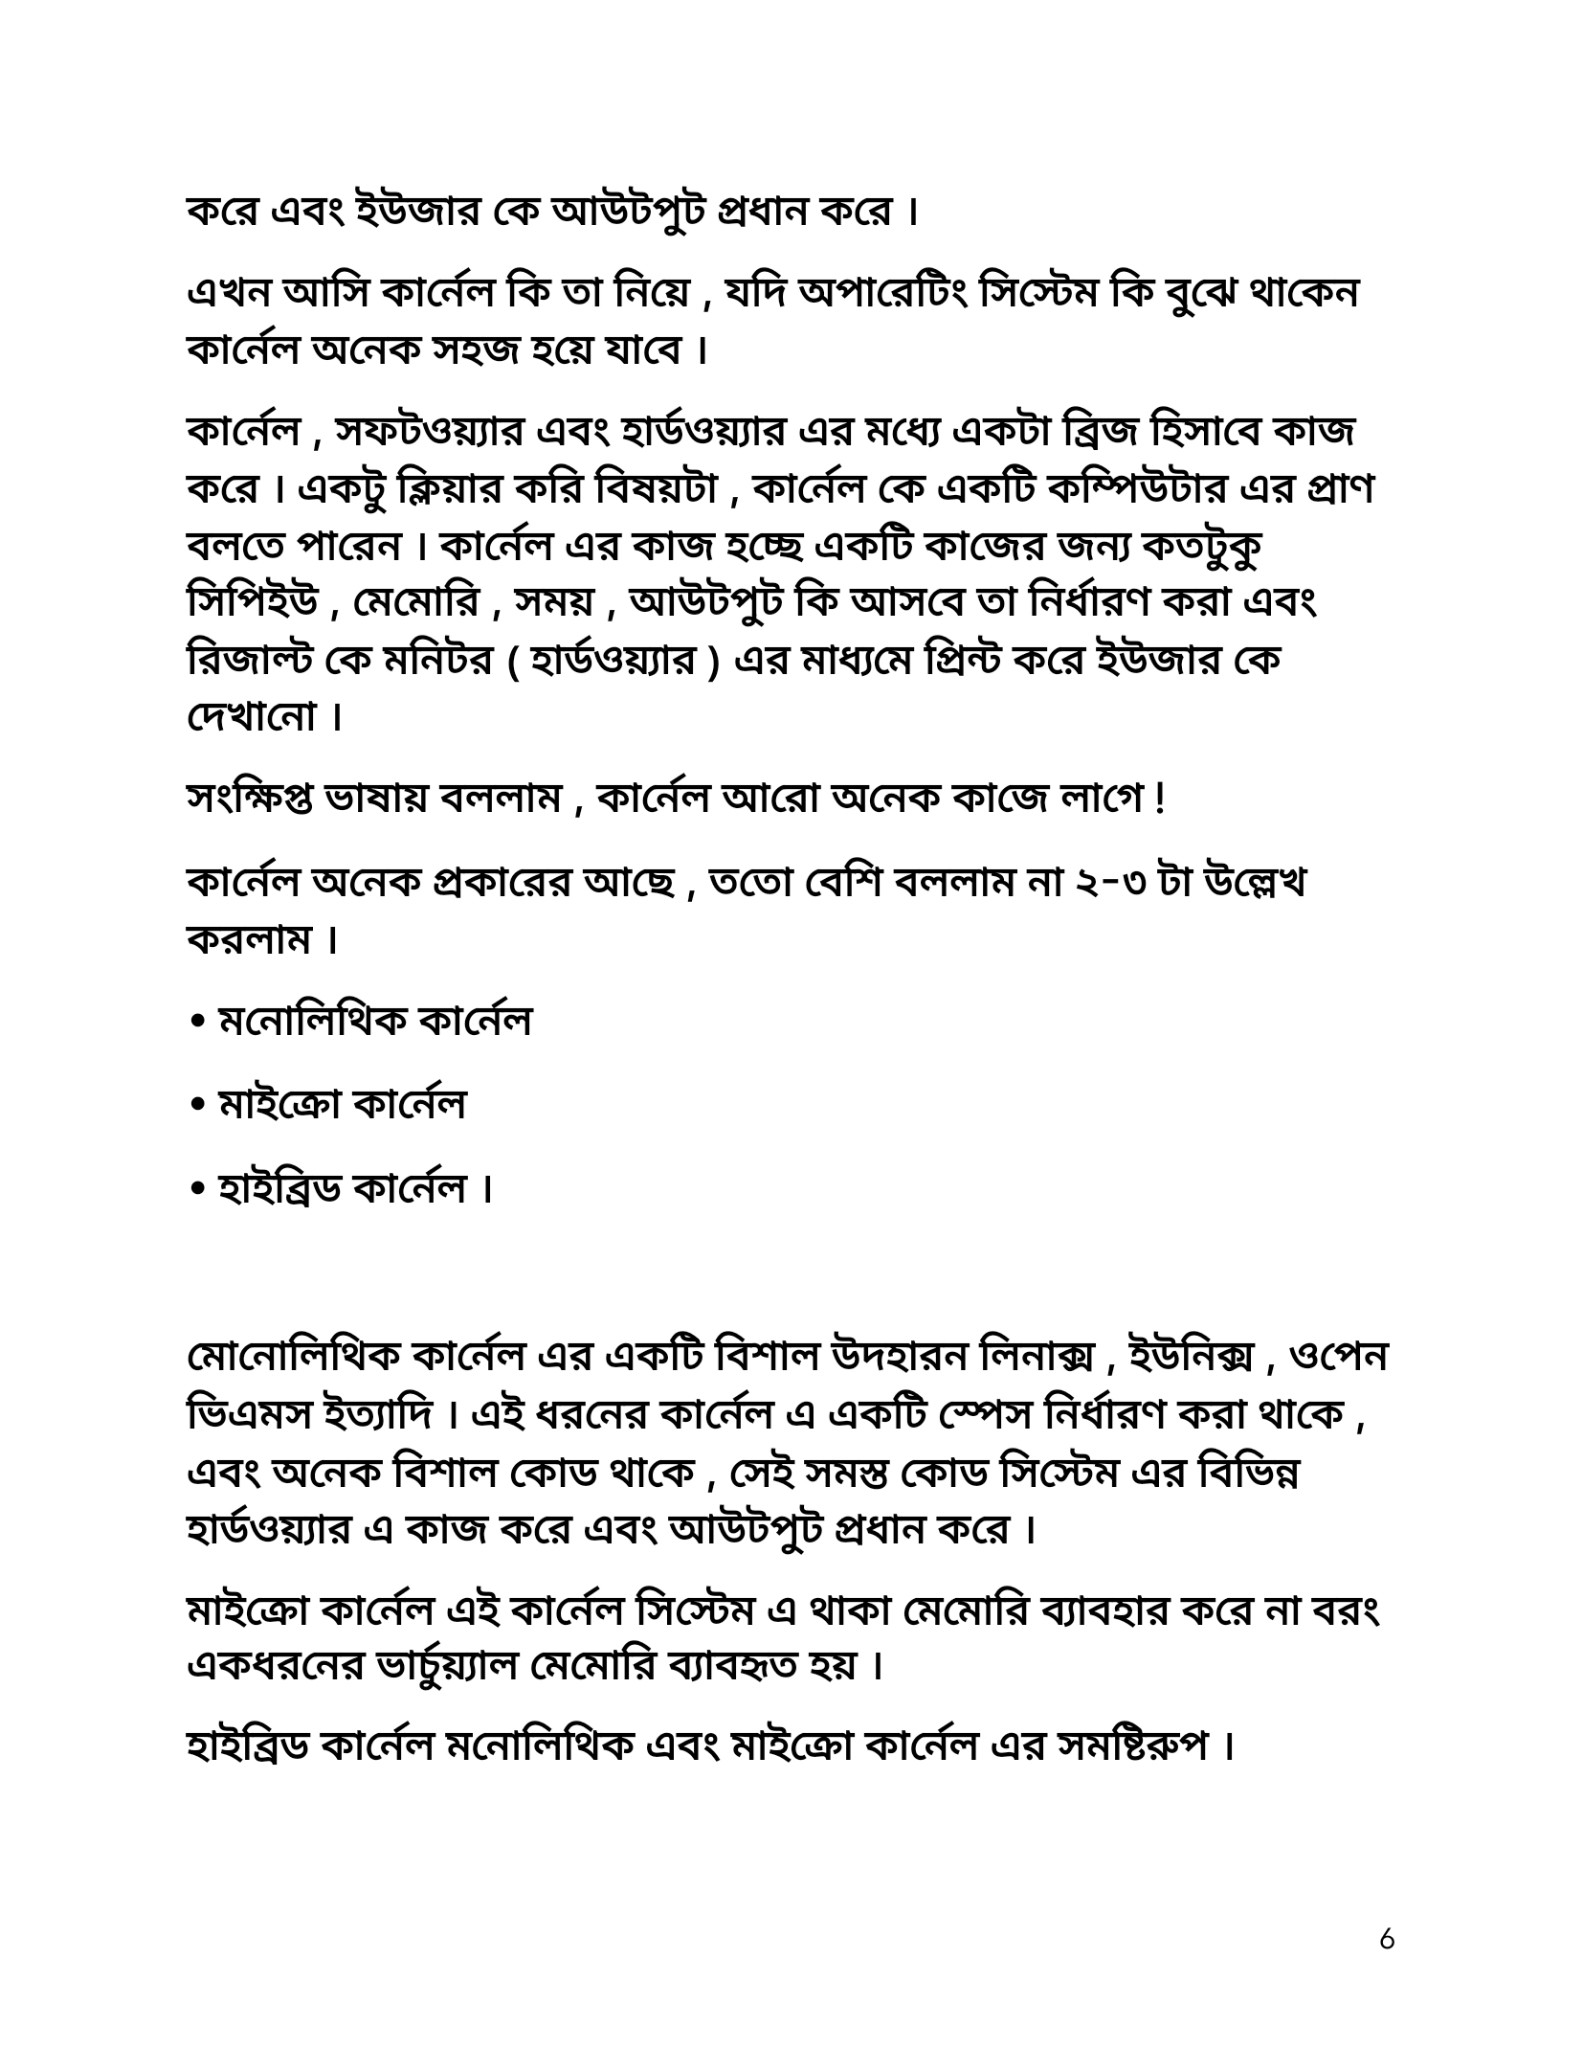 করে এবং ইউজার কে আউটপুট প্রধান করে ।
এখন আসি কার্নেল কি তা নিয়ে , যদি অপারেটিং সিস্টেম কি বুঝে থাকেন
কার্নেল অনেক সহজ হয়ে যাবে ।
কার্নেল , সফটওয়্যার এবং হার্ডওয়্যার এর মধ্যে একটা ব্রিজ হিসাবে কাজ
করে । একটু ক্লিয়ার করি বিষয়টা , কার্নেল কে একটি কম্পিউটার এর প্রাণ
বলতে পারেন । কার্নেল এর কাজ হচ্ছে একটি কাজের জন্য কতটুকু
সিপিইউ , মেমোরি , সময় , আউটপুট কি আসবে তা নির্ধারণ করা এবং
রিজাল্ট কে মনিটর ( হার্ডওয়্যার ) এর মাধ্যমে প্রিন্ট করে ইউজার কে
দেখানো ।
সংক্ষিপ্ত ভাষায় বললাম , কার্নেল আরো অনেক কাজে লাগে !
কার্নেল অনেক প্রকারের আছে , ততো বেশি বললাম না ২-৩ টা উল্লেখ
করলাম ।
• মনোলিথিক কার্নেল
• মাইক্রো কার্নেল
• হাইব্রিড কার্নেল ।
মোনোলিথিক কার্নেল এর একটি বিশাল উদহারন লিনাক্স , ইউনিক্স , ওপেন
ভিএমস ইত্যাদি । এই ধরনের কার্নেল এ একটি স্পেস নির্ধারণ করা থাকে ,
এবং অনেক বিশাল কোড থাকে , সেই সমস্ত কোড সিস্টেম এর বিভিন্ন
হার্ডওয়্যার এ কাজ করে এবং আউটপুট প্রধান করে ।
মাইক্রো কার্নেল এই কার্নেল সিস্টেম এ থাকা মেমোরি ব্যাবহার করে না বরং
একধরনের ভার্চুয়্যাল মেমোরি ব্যাবহৃত হয় ।
হাইব্রিড কার্নেল মনোলিথিক এবং মাইক্রো কার্নেল এর সমষ্টিরুপ ।
6